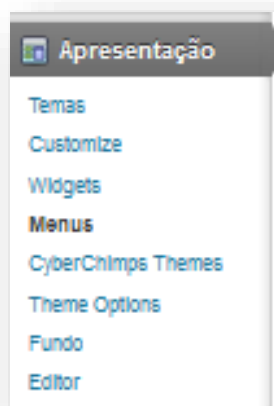 Apresentação
Temas
Customize
Widgets
Menus
CyberChimps Themes
Theme Options
Fundo
Editor